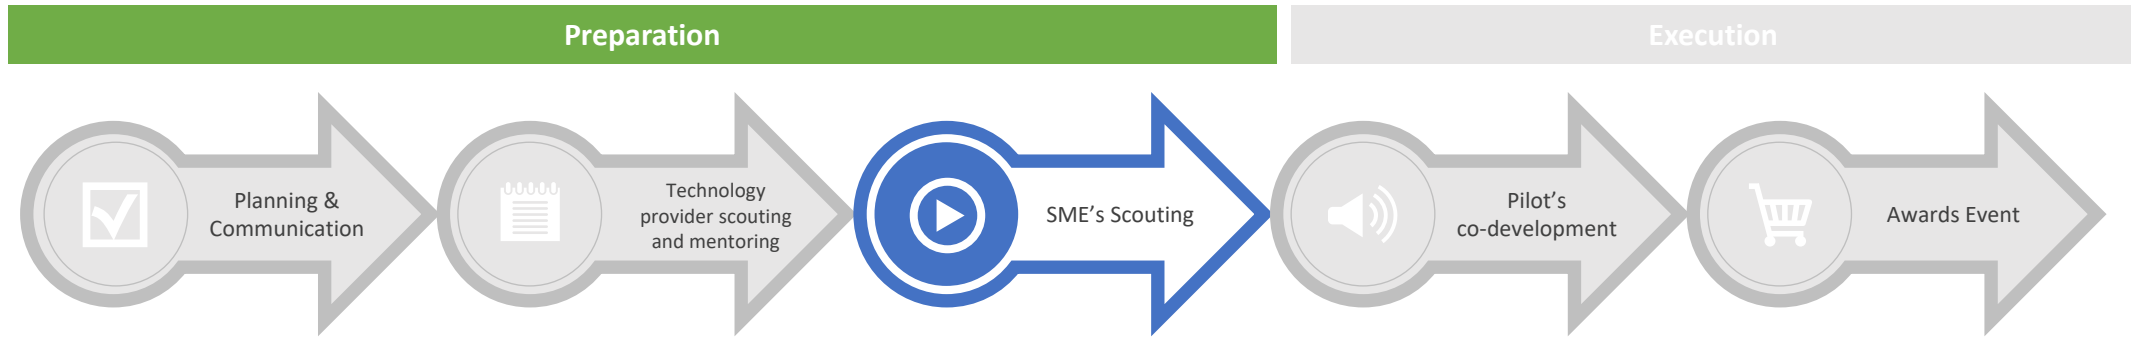 Preparation
Execution
Planning &
Communication
Technology
provider scouting
and mentoring
SME's Scouting
Pilot's
co-development
Awards Event